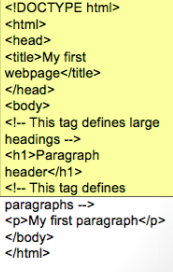 <!DOCTYPE html>
<html>
<head>
<title>My first
webpage</title>
</head>
<body>
<!-- This tag defines large
headings -->
<h1>Paragraph
header</h1>
<!-- This tag defines
paragraphs -->
<p>My first paragraph</p>
</body>
</html>